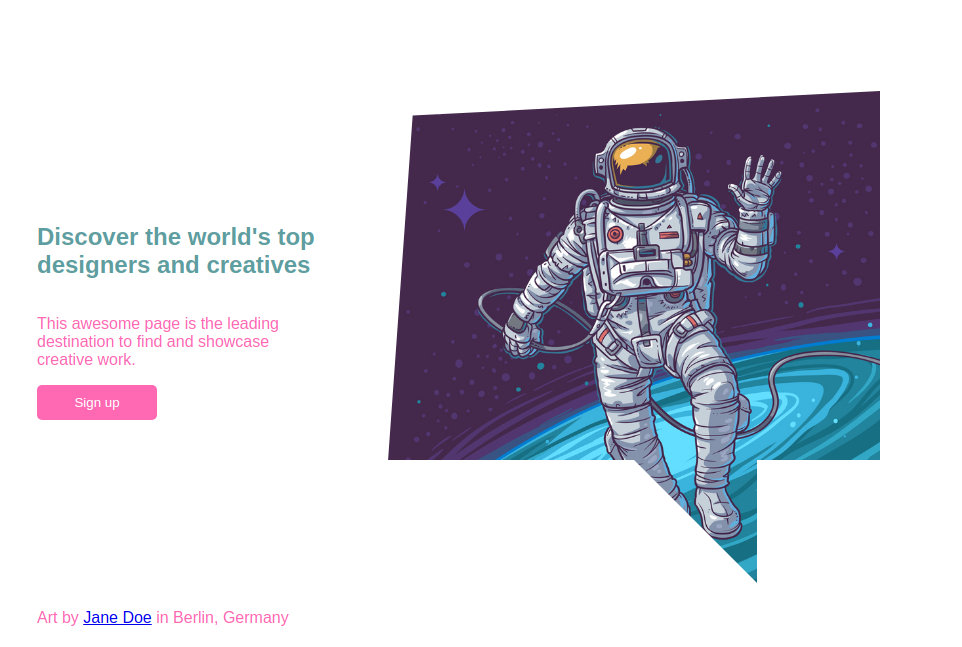 Discover the world's top
designers and creatives
This awesome page is the leading
destination to find and showcase
creative work.
Sign up
Art by Jane Doe in Berlin, Germany